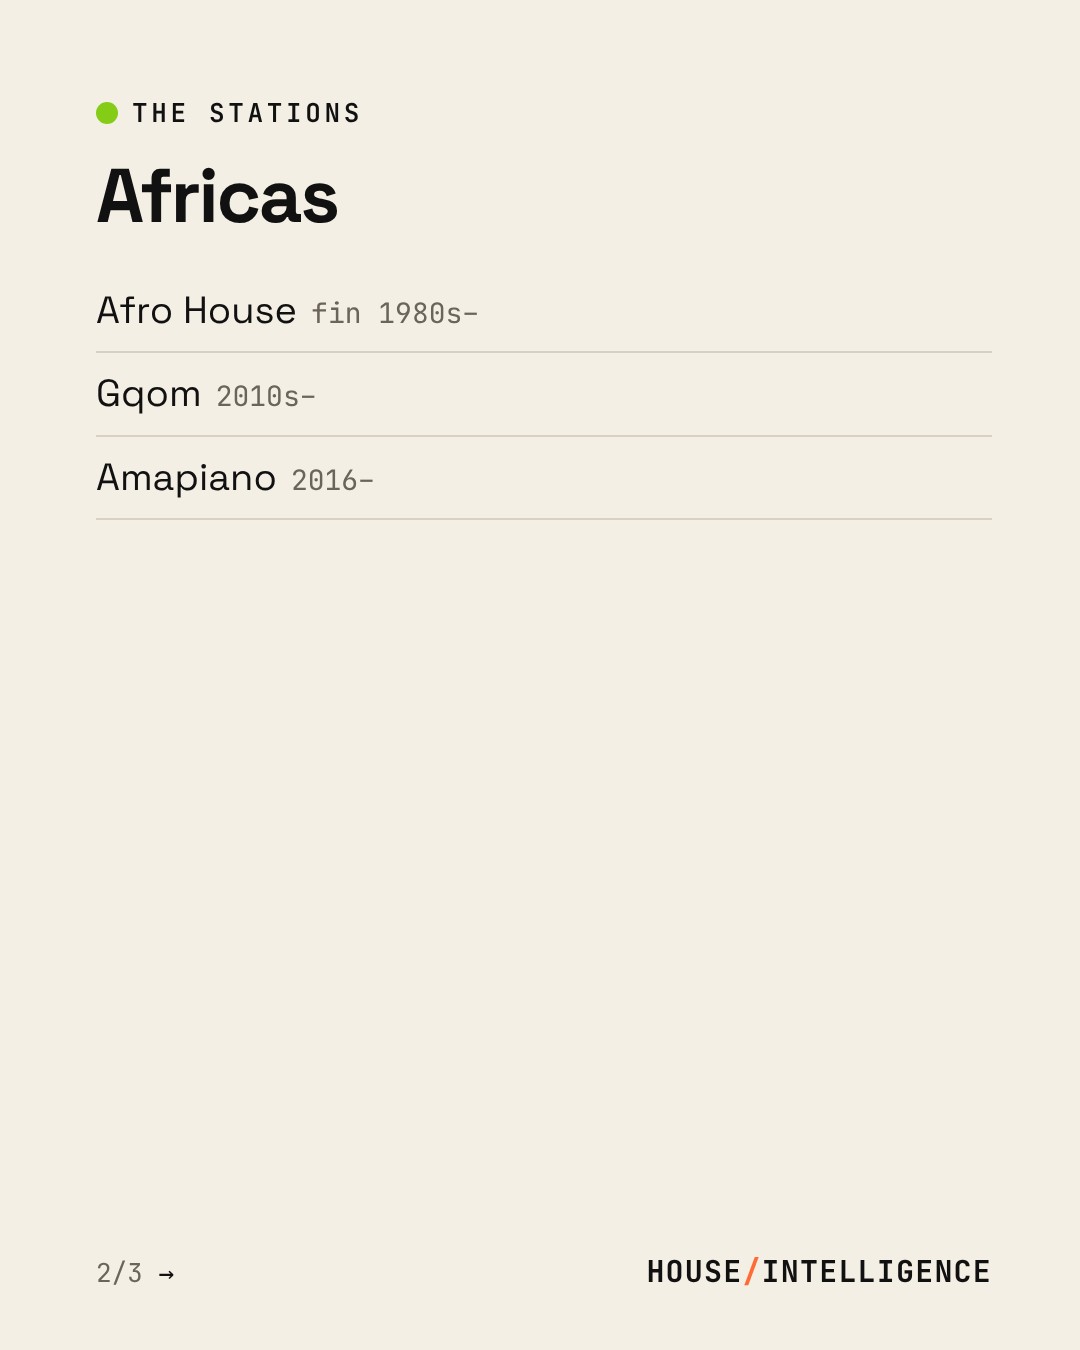 THE STATIONS
Africas
Afro House fin 1980s–
Gqom 2010s–
Amapiano 2016–
2/3 →
HOUSE/INTELLIGENCE